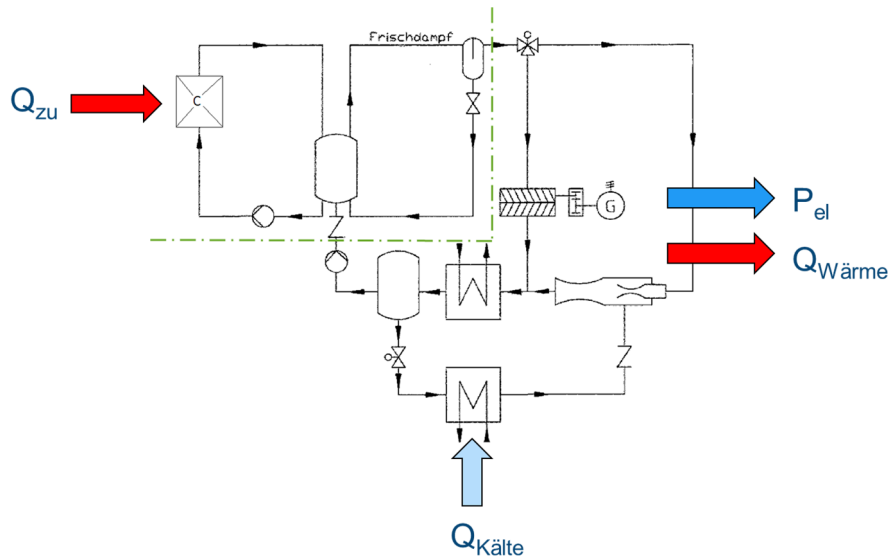 Frischdampf
Q_zu
C
G
P_el
Q_Wärme
Q_Kälte